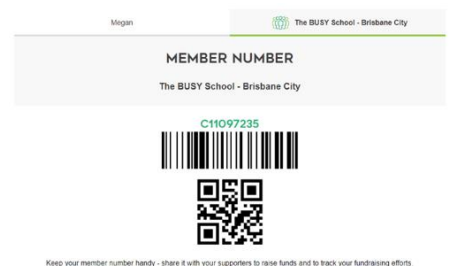 Megan
The BUSY School - Brisbane City
MEMBER NUMBER
The BUSY School - Brisbane City
C11097235
Keep your member number handy - share it with your supporters to raise funds and to track your fundraising efforts.